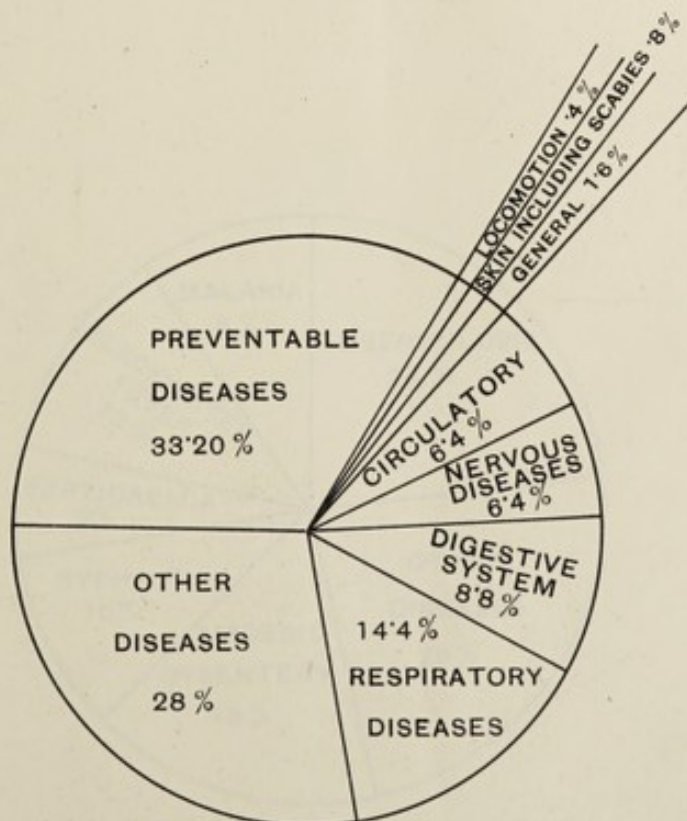 LOCOMOTION ·4 %
SKIN INCLUDING SCABIES ·8 %
GENERAL 1·6 %
PREVENTABLE
DISEASES
33·20 %
CIRCULATORY
6·4 %
NERVOUS
DISEASES
6·4 %
DIGESTIVE
SYSTEM
8·8 %
OTHER
DISEASES
28 %
14·4 %
RESPIRATORY
DISEASES